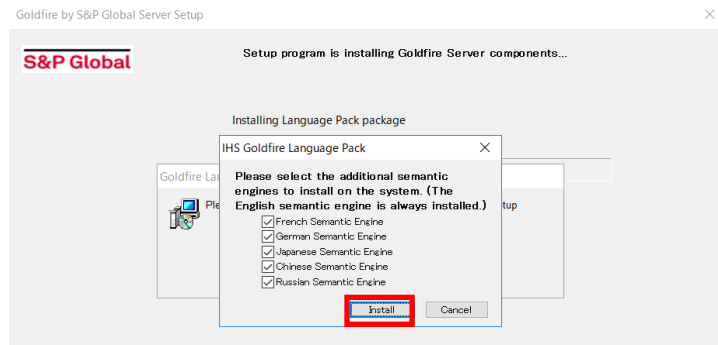 Goldfire by S&P Global Server Setup
S&P Global
Setup program is installing Goldfire Server components...
Installing Language Pack package
IHS Goldfire Language Pack
Goldfire Lan
Please select the additional semantic
engines to install on the system. (The
English semantic engine is always installed.)
Ple
tup
French Semantic Engine
German Semantic Engine
Japanese Semantic Engine
Chinese Semantic Engine
Russian Semantic Engine
Install
Cancel